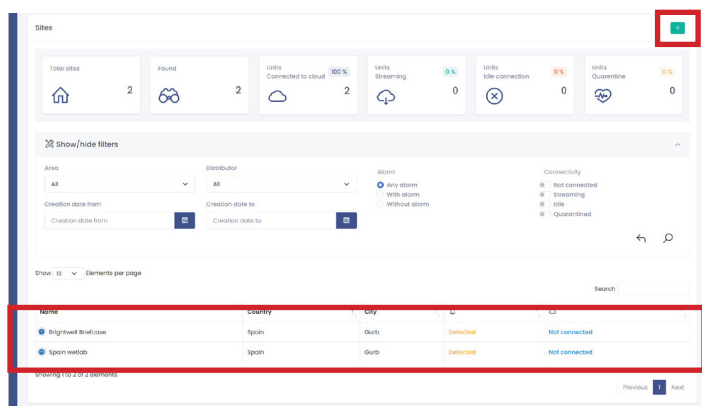 Sites
+
Total sites
2
Found
2
Units
Connected to cloud
100 %
2
Units
Streaming
0 %
0
Units
Idle connection
0 %
0
Units
Quarentine
0 %
0
Show/hide filters
Area
All
Distributor
All
Alarm
Any alarm
With alarm
Without alarm
Connectivity
Not connected
Streaming
Idle
Quarantined
Creation date from
Creation date from
Creation date to
Creation date to
Show 10 Elements per page
Search
Name Country City
Brightwell Briefcase Spain Gurb Detected Not connected
Spain wetlab Spain Gurb Detected Not connected
Showing 1 to 2 of 2 elements
Previous 1 Next